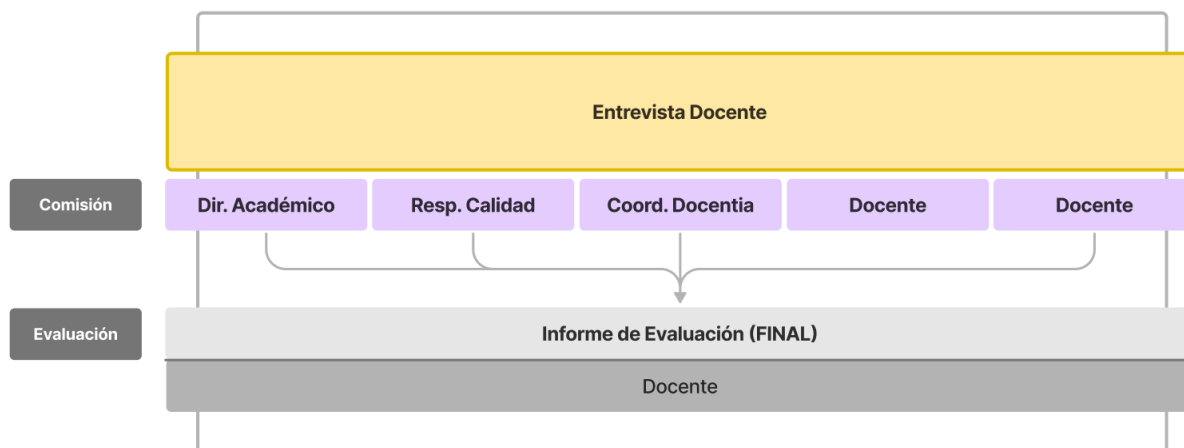 Entrevista Docente
Comisión
Dir. Académico
Resp. Calidad
Coord. Docentia
Docente
Docente
Evaluación
Informe de Evaluación (FINAL)
Docente